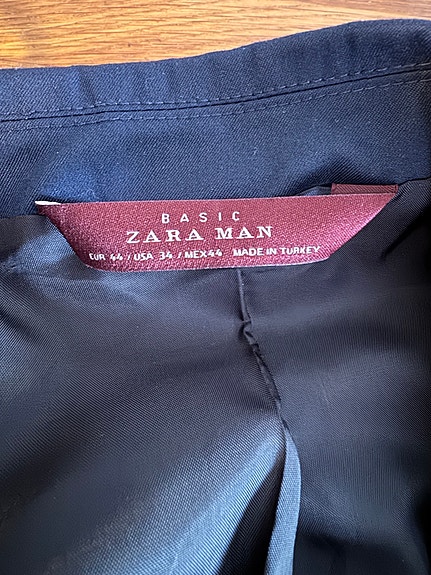 BASIC
ZARA MAN
EUR 44 / USA 34 / MEX44 MADE IN TURKEY